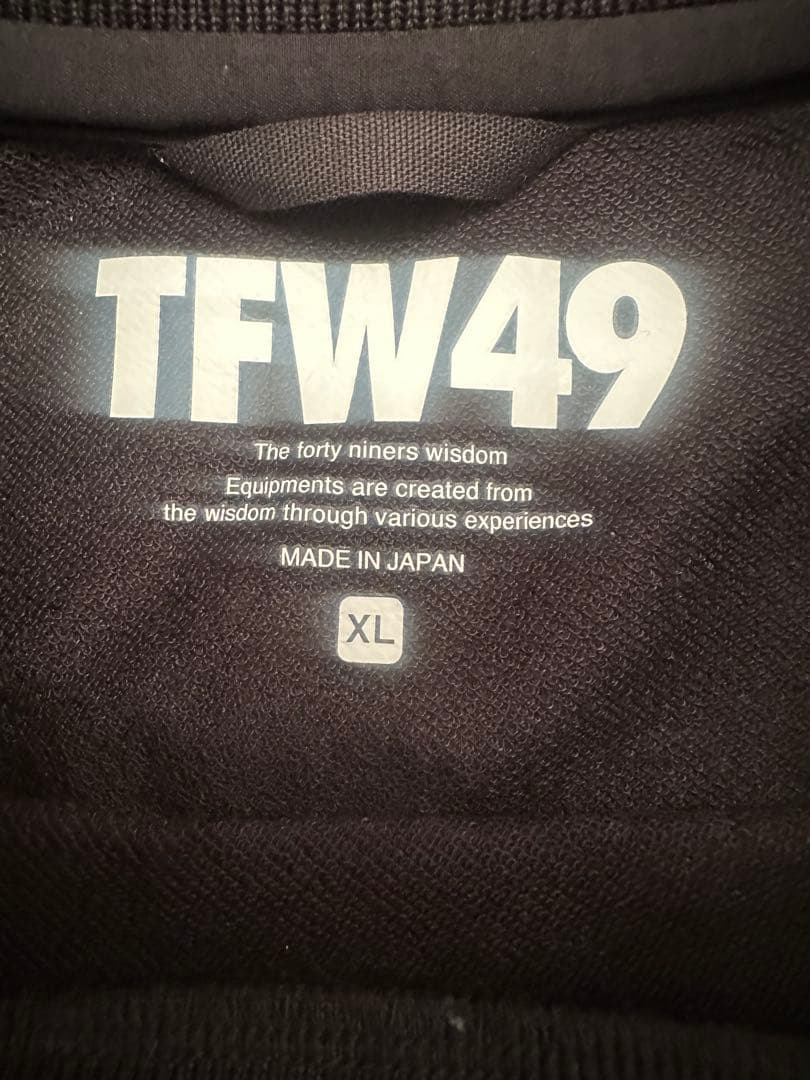 TFW49
The forty niners wisdom
Equipments are created from
the wisdom through various experiences
MADE IN JAPAN
XL